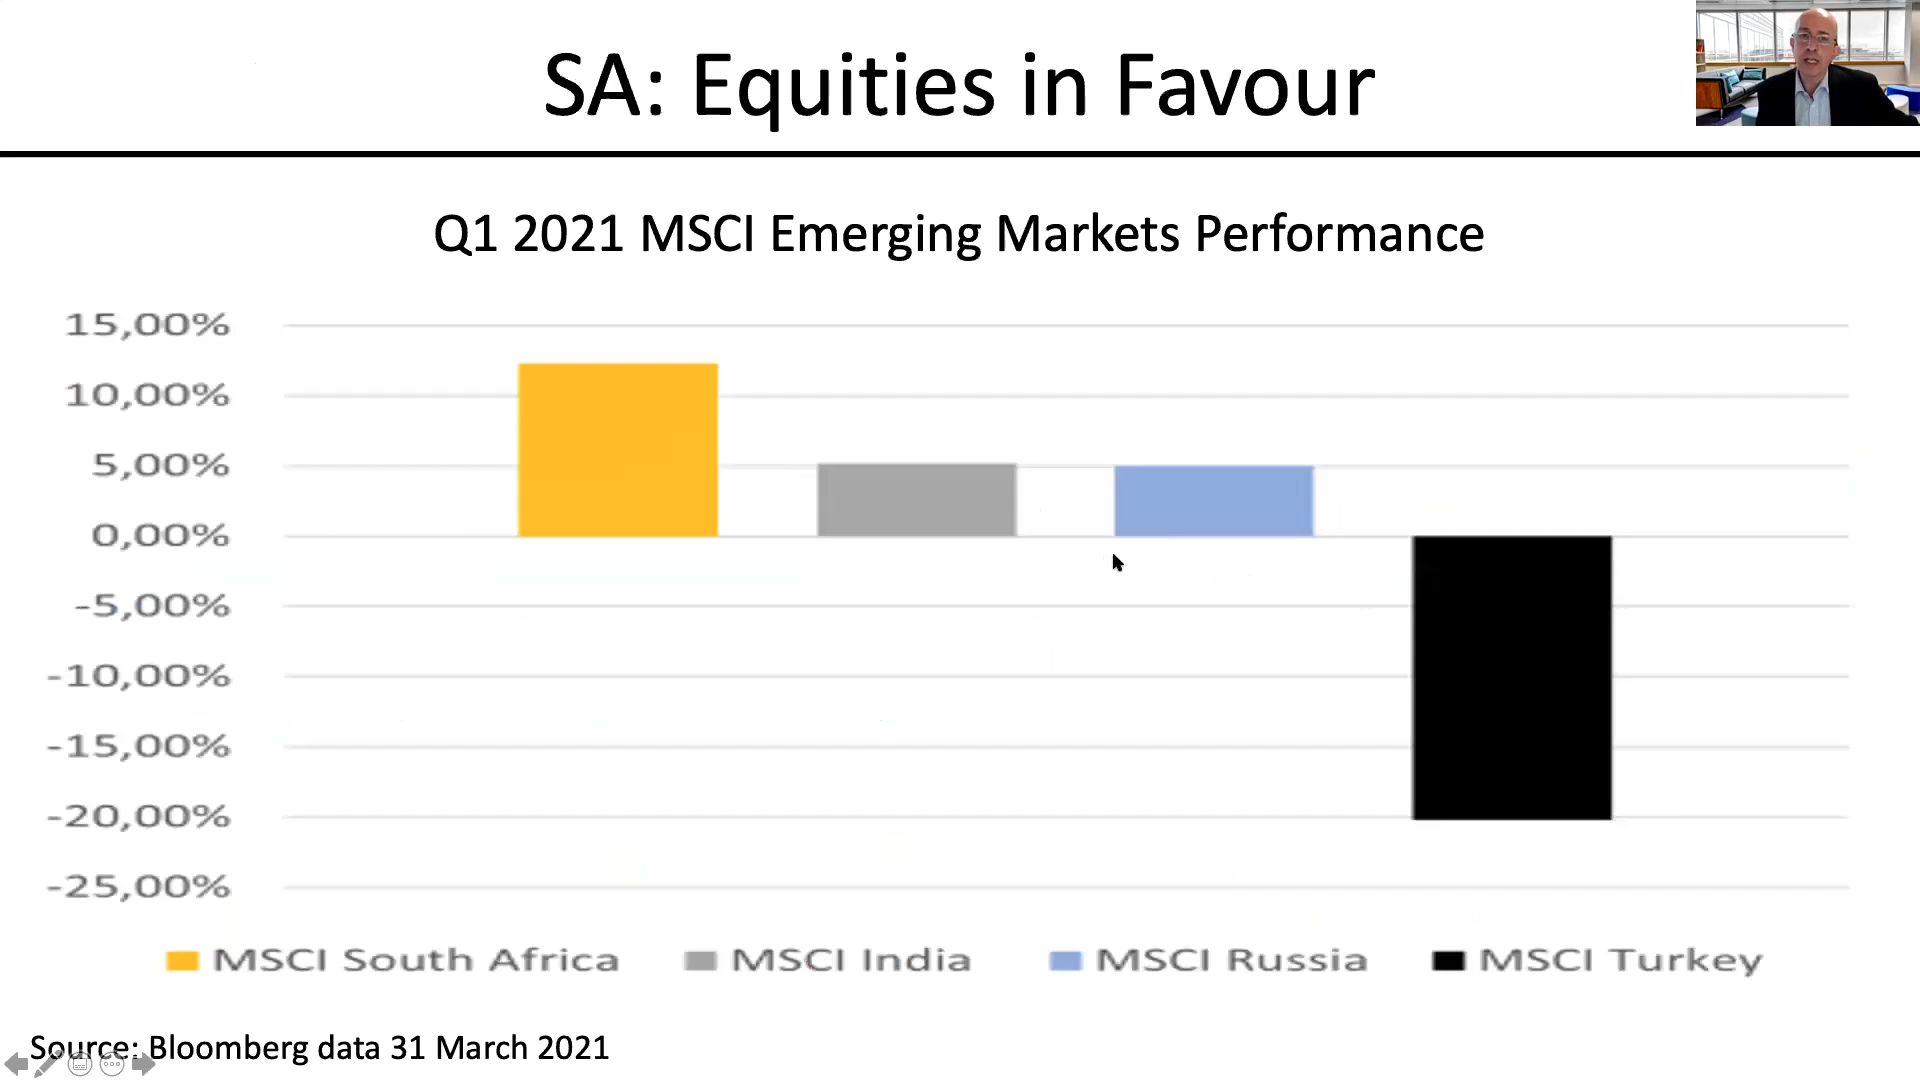 SA: Equities in Favour
Q1 2021 MSCI Emerging Markets Performance
15,00%
10,00%
5,00%
0,00%
-5,00%
-10,00%
-15,00%
-20,00%
-25,00%
MSCI South Africa MSCI India MSCI Russia MSCI Turkey
Source: Bloomberg data 31 March 2021